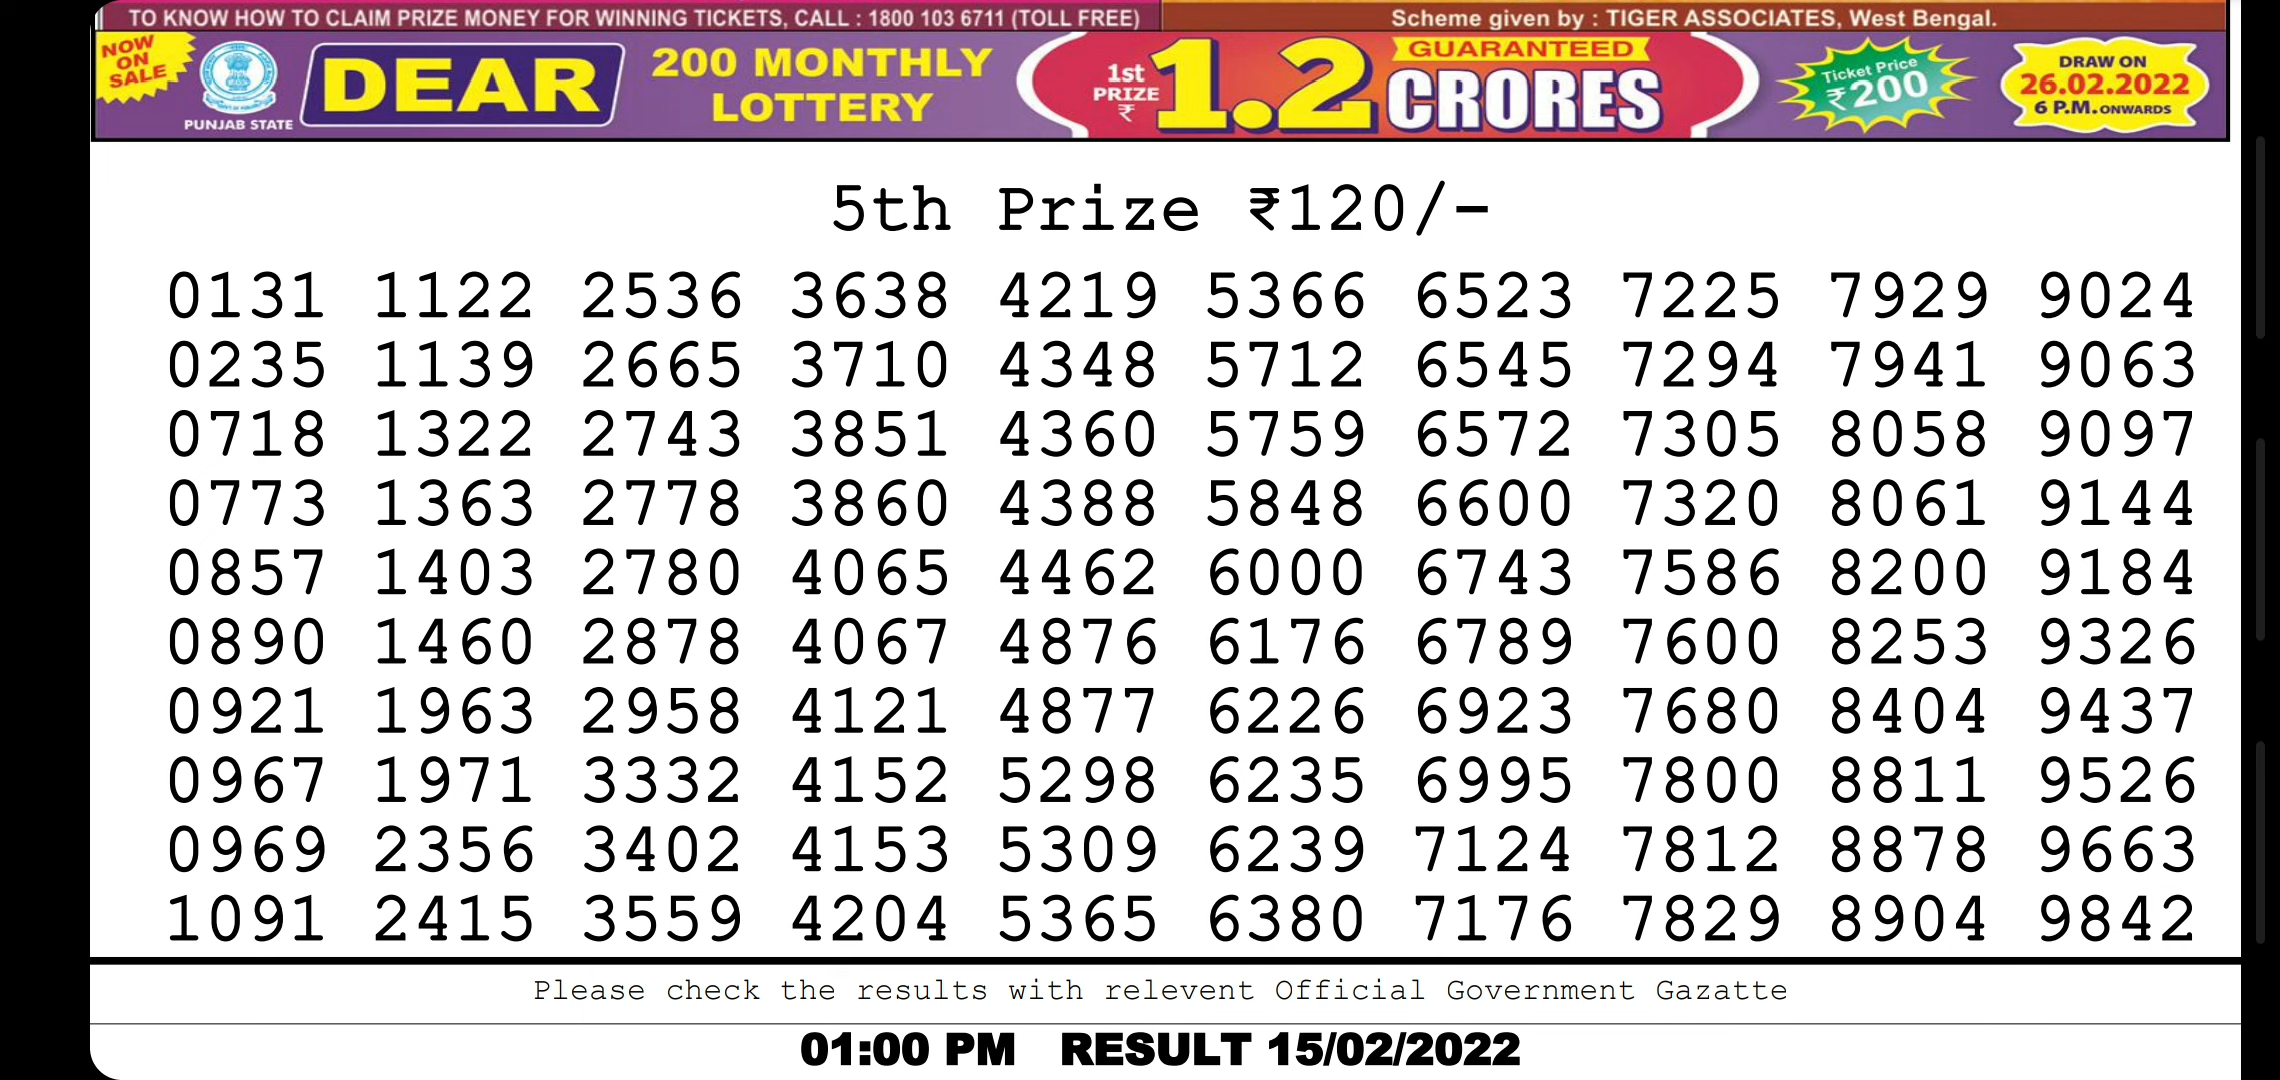 TO KNOW HOW TO CLAIM PRIZE MONEY FOR WINNING TICKETS, CALL : 1800 103 6711 (TOLL FREE)
Scheme given by : TIGER ASSOCIATES, West Bengal.
NOW
ON
SALE
PUNJAB STATE
DEAR
200 MONTHLY
LOTTERY
1st
PRIZE
₹
1.2
GUARANTEED
CRORES
Ticket Price
₹200
DRAW ON
26.02.2022
6 P.M. ONWARDS
5th Prize ₹120/-
0131 1122 2536 3638 4219 5366 6523 7225 7929 9024
0235 1139 2665 3710 4348 5712 6545 7294 7941 9063
0718 1322 2743 3851 4360 5759 6572 7305 8058 9097
0773 1363 2778 3860 4388 5848 6600 7320 8061 9144
0857 1403 2780 4065 4462 6000 6743 7586 8200 9184
0890 1460 2878 4067 4876 6176 6789 7600 8253 9326
0921 1963 2958 4121 4877 6226 6923 7680 8404 9437
0967 1971 3332 4152 5298 6235 6995 7800 8811 9526
0969 2356 3402 4153 5309 6239 7124 7812 8878 9663
1091 2415 3559 4204 5365 6380 7176 7829 8904 9842
Please check the results with relevent Official Government Gazatte
01:00 PM RESULT 15/02/2022